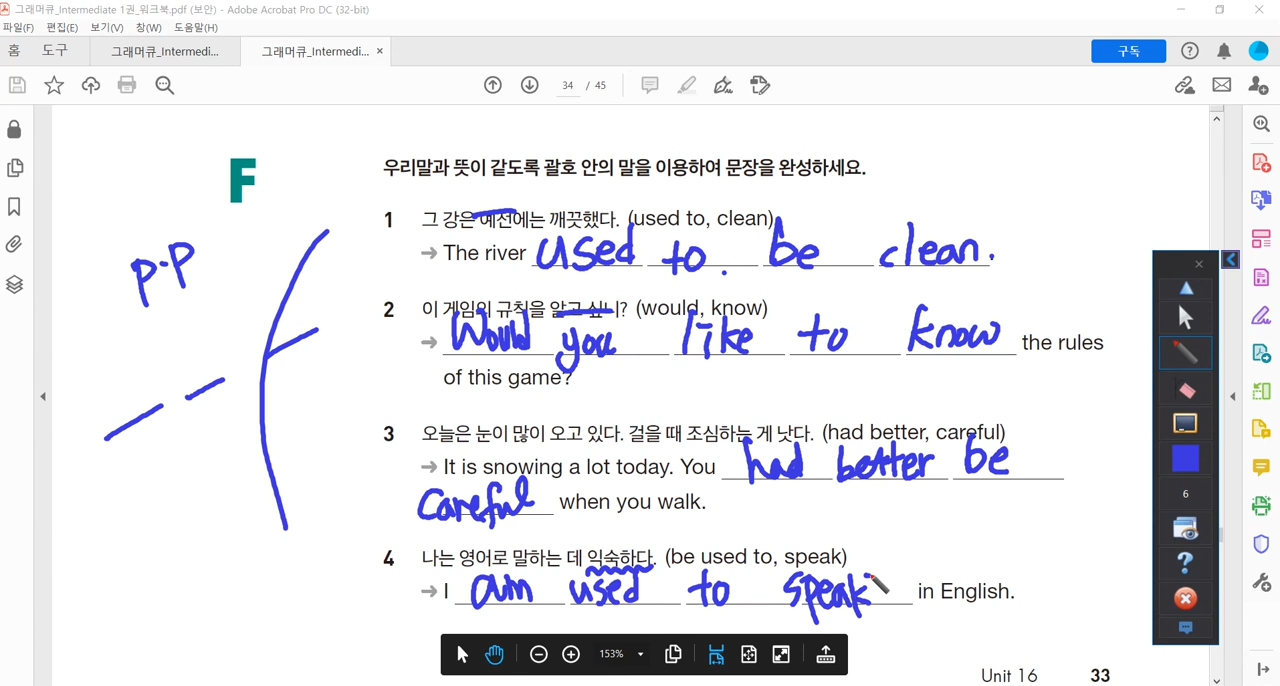 그래머큐_Intermediate 1권_워크북.pdf (보안) - Adobe Acrobat Pro DC (32-bit)
파일(F) 편집(E) 보기(V) 창(W) 도움말(H)
홈 도구 그래머큐_Intermedi... 그래머큐_Intermedi... × 구독
34 / 45
F
우리말과 뜻이 같도록 괄호 안의 말을 이용하여 문장을 완성하세요.
1 그 강은 예전에는 깨끗했다. (used to, clean)
→ The river used to be clean.
p.p
2 이 게임의 규칙을 알고 싶니? (would, know)
→ Would you like to know the rules
of this game?
3 오늘은 눈이 많이 오고 있다. 걸을 때 조심하는 게 낫다. (had better, careful)
→ It is snowing a lot today. You had better be
careful when you walk.
4 나는 영어로 말하는 데 익숙하다. (be used to, speak)
→ I am used to speak in English.
6
153%
Unit 16 33